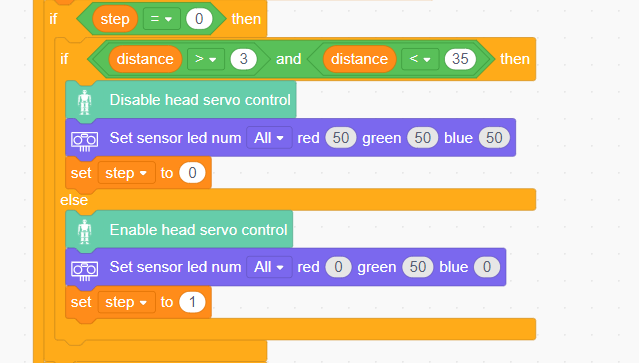 if step = 0 then
if distance > 3 and distance < 35 then
Disable head servo control
Set sensor led num All red 50 green 50 blue 50
set step to 0
else
Enable head servo control
Set sensor led num All red 0 green 50 blue 0
set step to 1